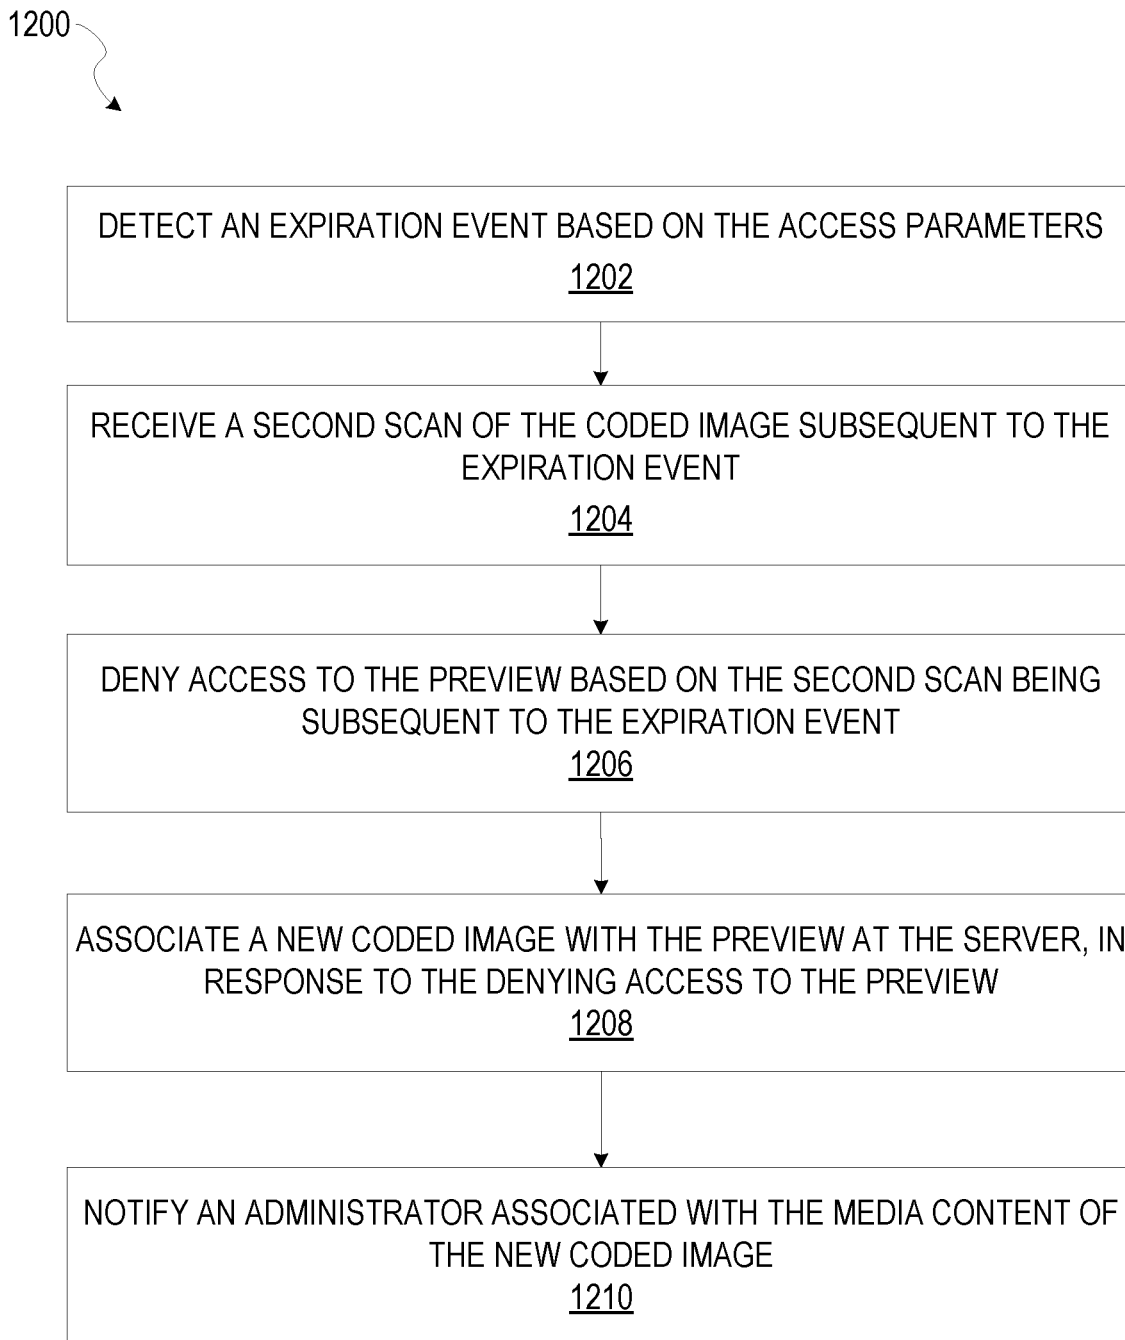 1200
DETECT AN EXPIRATION EVENT BASED ON THE ACCESS PARAMETERS
1202
RECEIVE A SECOND SCAN OF THE CODED IMAGE SUBSEQUENT TO THE
EXPIRATION EVENT
1204
DENY ACCESS TO THE PREVIEW BASED ON THE SECOND SCAN BEING
SUBSEQUENT TO THE EXPIRATION EVENT
1206
ASSOCIATE A NEW CODED IMAGE WITH THE PREVIEW AT THE SERVER, IN
RESPONSE TO THE DENYING ACCESS TO THE PREVIEW
1208
NOTIFY AN ADMINISTRATOR ASSOCIATED WITH THE MEDIA CONTENT OF
THE NEW CODED IMAGE
1210